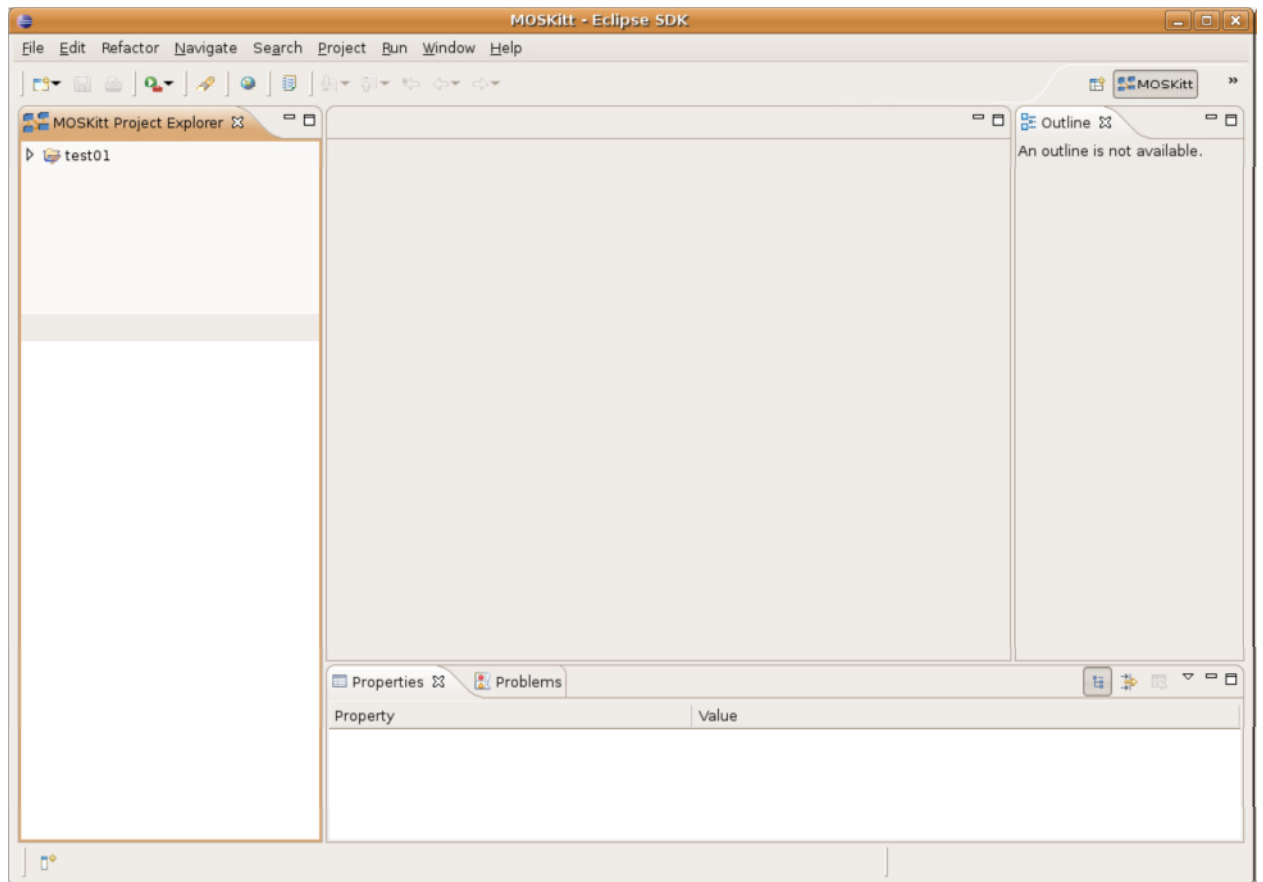 MOSKitt - Eclipse SDK
File Edit Refactor Navigate Search Project Run Window Help
MOSKitt
MOSKitt Project Explorer
Outline
test01
An outline is not available.
Properties Problems
Property Value